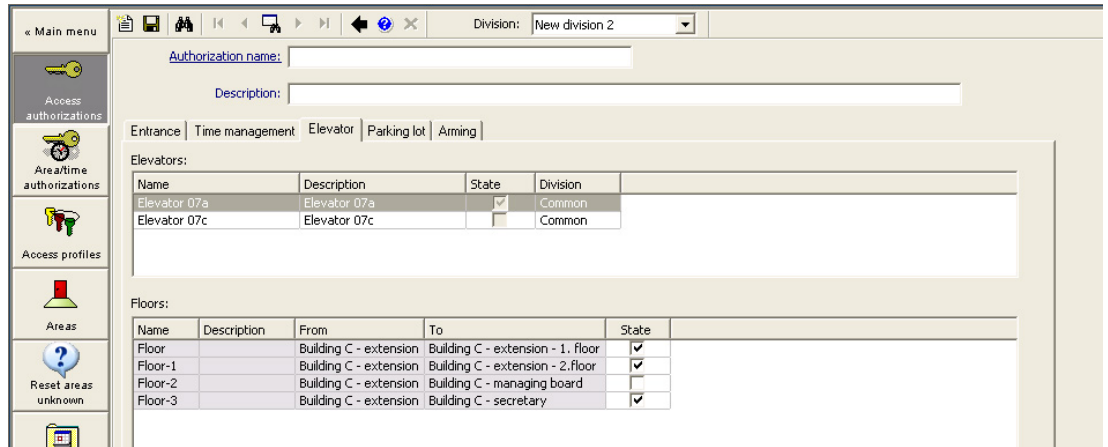 « Main menu
Division: New division 2
Authorization name:
Description:
Access
authorizations
Area/time
authorizations
Access profiles
Areas
Reset areas
unknown
Entrance Time management Elevator Parking lot Arming
Elevators:
Name Description State Division
Elevator 07a Elevator 07a Common
Elevator 07c Elevator 07c Common
Floors:
Name Description From To State
Floor Building C - extension Building C - extension - 1. floor
Floor-1 Building C - extension Building C - extension - 2.floor
Floor-2 Building C - extension Building C - managing board
Floor-3 Building C - extension Building C - secretary